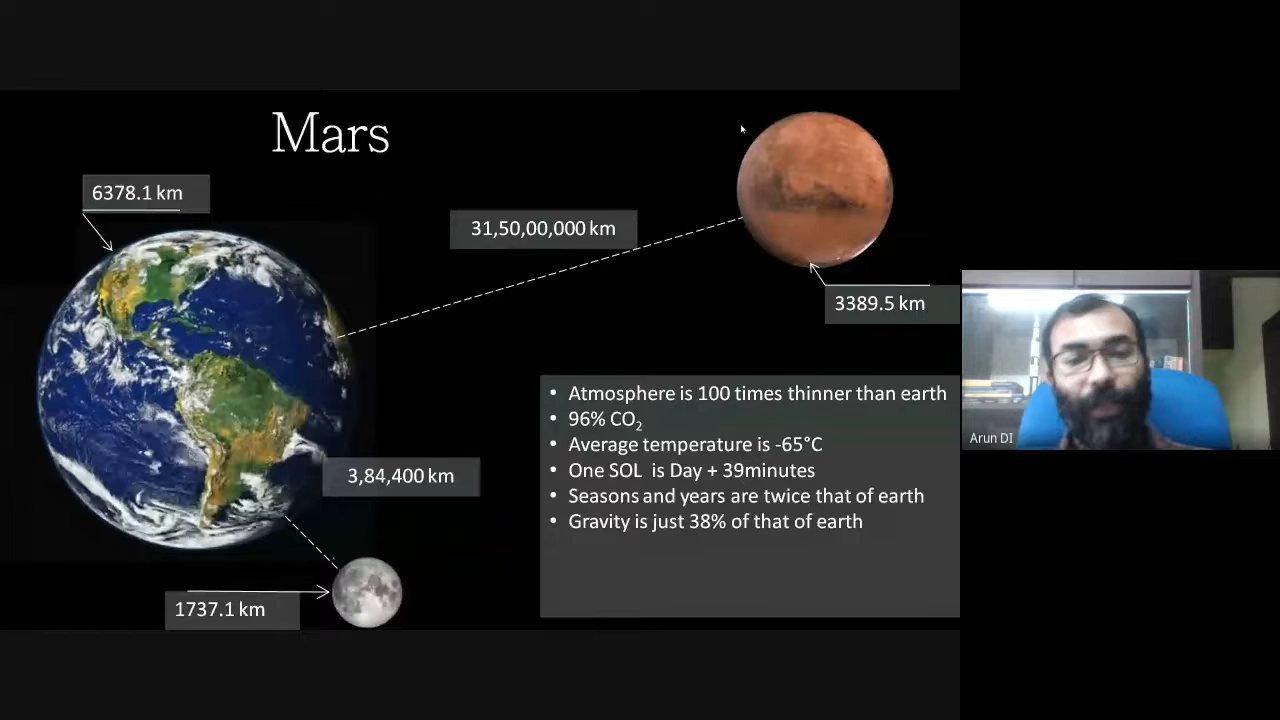 Mars
6378.1 km
31,50,00,000 km
3389.5 km
• Atmosphere is 100 times thinner than earth
• 96% CO₂
• Average temperature is -65°C
• One SOL is Day + 39minutes
• Seasons and years are twice that of earth
• Gravity is just 38% of that of earth
3,84,400 km
1737.1 km
Arun DI